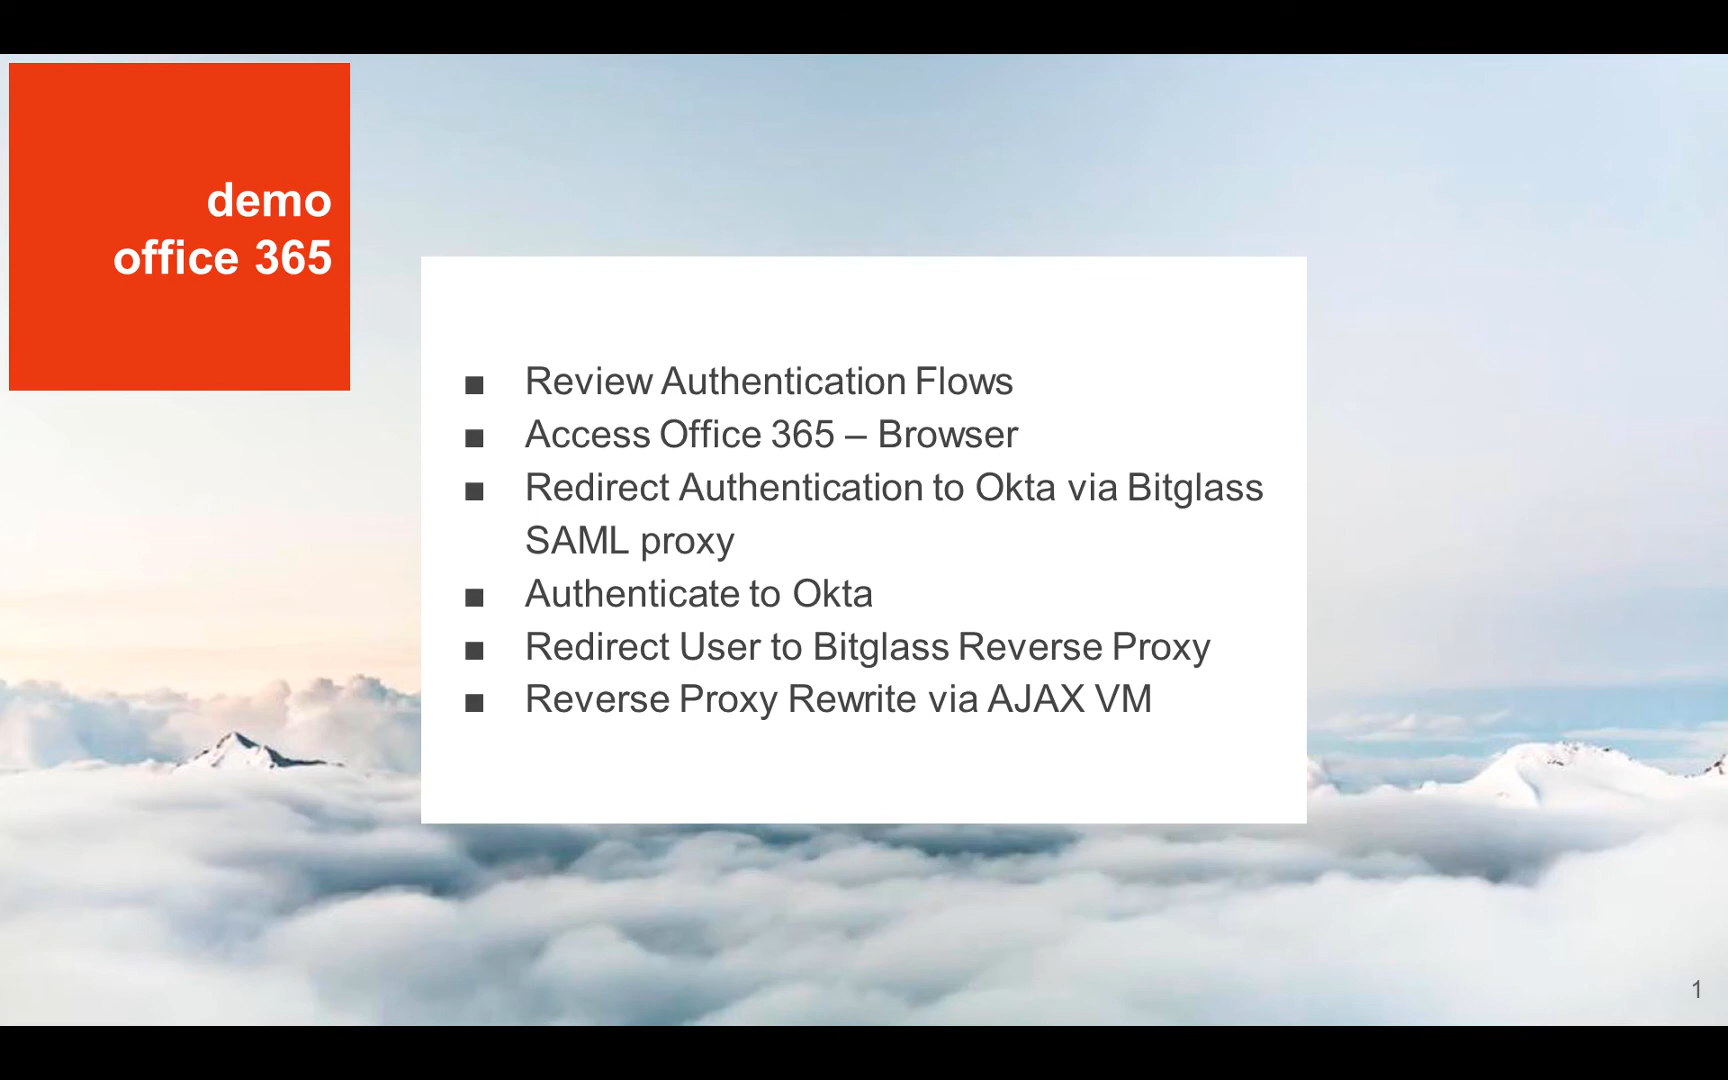 demo
office 365
■ Review Authentication Flows
■ Access Office 365 – Browser
■ Redirect Authentication to Okta via Bitglass
SAML proxy
■ Authenticate to Okta
■ Redirect User to Bitglass Reverse Proxy
■ Reverse Proxy Rewrite via AJAX VM
1